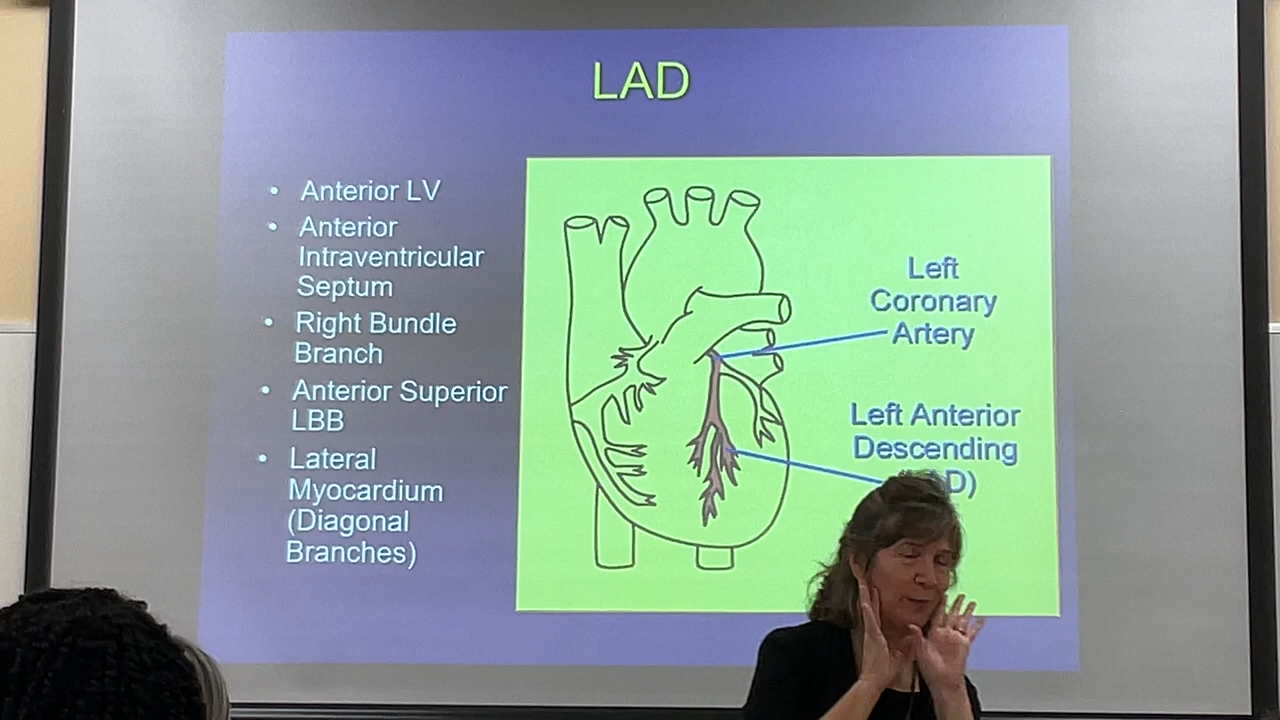 LAD
• Anterior LV
• Anterior
Intraventricular
Septum
• Right Bundle
Branch
• Anterior Superior
LBB
• Lateral
Myocardium
(Diagonal
Branches)
Left
Coronary
Artery
Left Anterior
Descending
D)